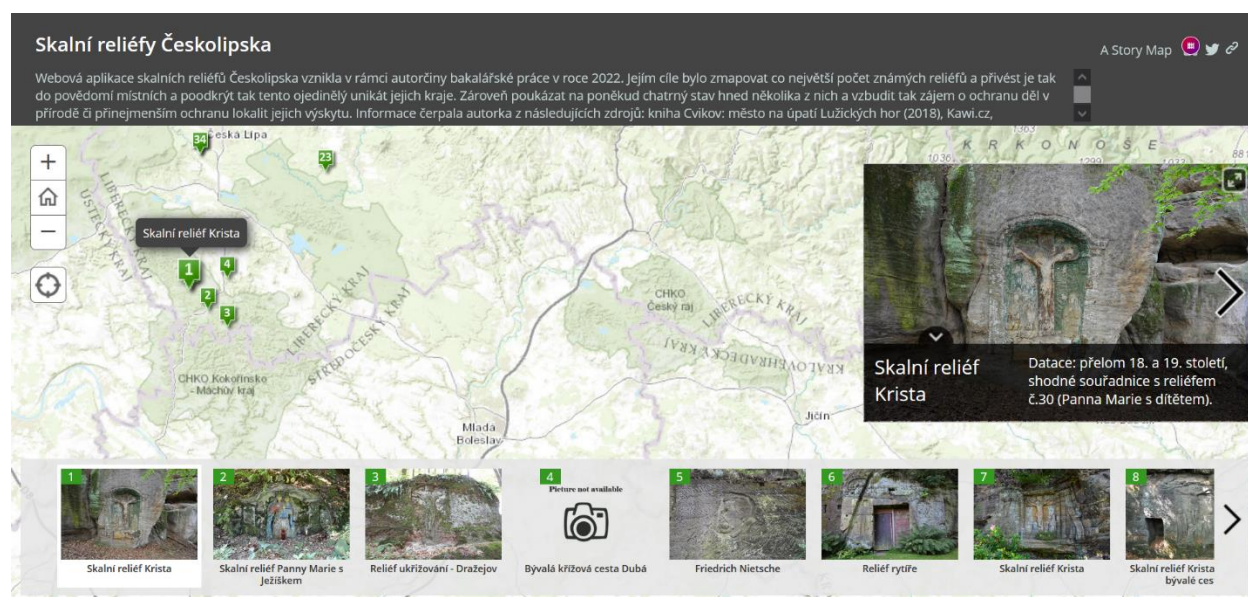 Skalní reliéfy Českolipska
A Story Map
Webová aplikace skalních reliéfů Českolipska vznikla v rámci autorčiny bakalářské práce v roce 2022. Jejím cíle bylo zmapovat co největší počet známých reliéfů a přivést je tak
do povědomí místních a poodkrýt tak tento ojedinělý unikát jejich kraje. Zároveň poukázat na poněkud chatrný stav hned několika z nich a vzbudit tak zájem o ochranu děl v
přírodě či přinejmenším ochranu lokalit jejich výskytu. Informace čerpala autorka z následujících zdrojů: kniha Cvikov: město na úpatí Lužických hor (2018), Kawi.cz,
34
Česká Lípa
23
1363
KRKONOŠE
1036
1299
881
LIBERECKÝ KRAJ
ÚSTECKÝ KRAJ
Skalní reliéf Krista
1
4
2
3
LIBERECKÝ KRAJ
STŘEDOČESKÝ KRAJ
CHKO
Český ráj
LIBERECKÝ KRAJ
KRÁLOVÉHRADECKÝ KRAJ
CHKO Kokořínsko
- Máchův kraj
Mladá
Boleslav
Jičín
Skalní reliéf
Krista
Datace: přelom 18. a 19. století,
shodné souřadnice s reliéfem
č.30 (Panna Marie s dítětem).
1
Skalní reliéf Krista
2
Skalní reliéf Panny Marie s
Ježíškem
3
Reliéf ukřižování - Dražejov
4
Picture not available
Bývalá křížová cesta Dubá
5
Friedrich Nietsche
6
Reliéf rytíře
7
Skalní reliéf Krista
8
Skalní reliéf Krista
bývalé ces